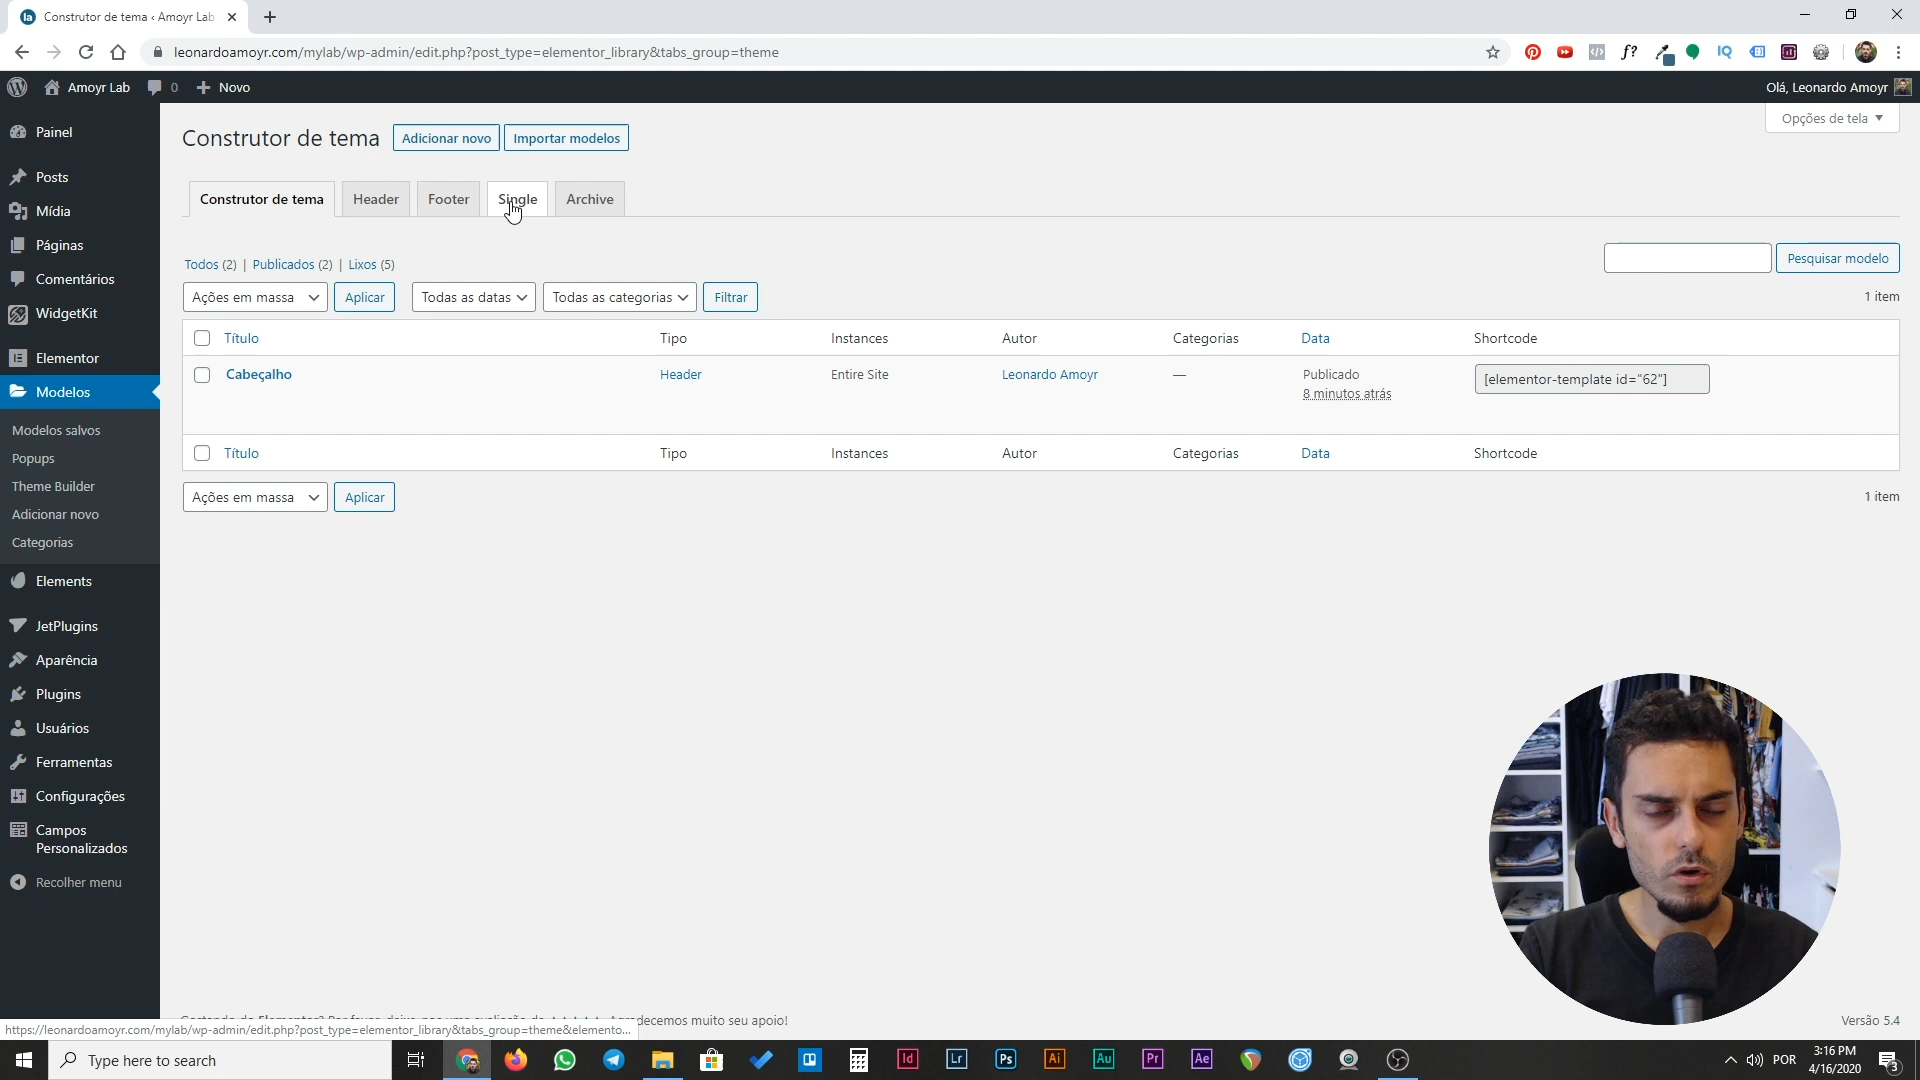 Construtor de tema ‹ Amoyr Lab
leonardoamoyr.com/mylab/wp-admin/edit.php?post_type=elementor_library&tabs_group=theme
Amoyr Lab
0
Novo
Olá, Leonardo Amoyr
Painel
Posts
Mídia
Páginas
Comentários
WidgetKit
Elementor
Modelos
Modelos salvos
Popups
Theme Builder
Adicionar novo
Categorias
Elements
JetPlugins
Aparência
Plugins
Usuários
Ferramentas
Configurações
Campos
Personalizados
Recolher menu
Opções de tela
Construtor de tema
Adicionar novo
Importar modelos
Construtor de tema
Header
Footer
Single
Archive
Todos (2) | Publicados (2) | Lixos (5)
Pesquisar modelo
Ações em massa
Aplicar
Todas as datas
Todas as categorias
Filtrar
1 item
Título Tipo Instances Autor Categorias Data Shortcode
Cabeçalho Header Entire Site Leonardo Amoyr — Publicado [elementor-template id="62"]
8 minutos atrás
Título Tipo Instances Autor Categorias Data Shortcode
Ações em massa
Aplicar
1 item
decemos muito seu apoio!
Versão 5.4
https://leonardoamoyr.com/mylab/wp-admin/edit.php?post_type=elementor_library&tabs_group=theme&elemento...
Type here to search
Id
Lr
Ps
Ai
Au
Pr
Ae
POR
3:16 PM
4/16/2020
3